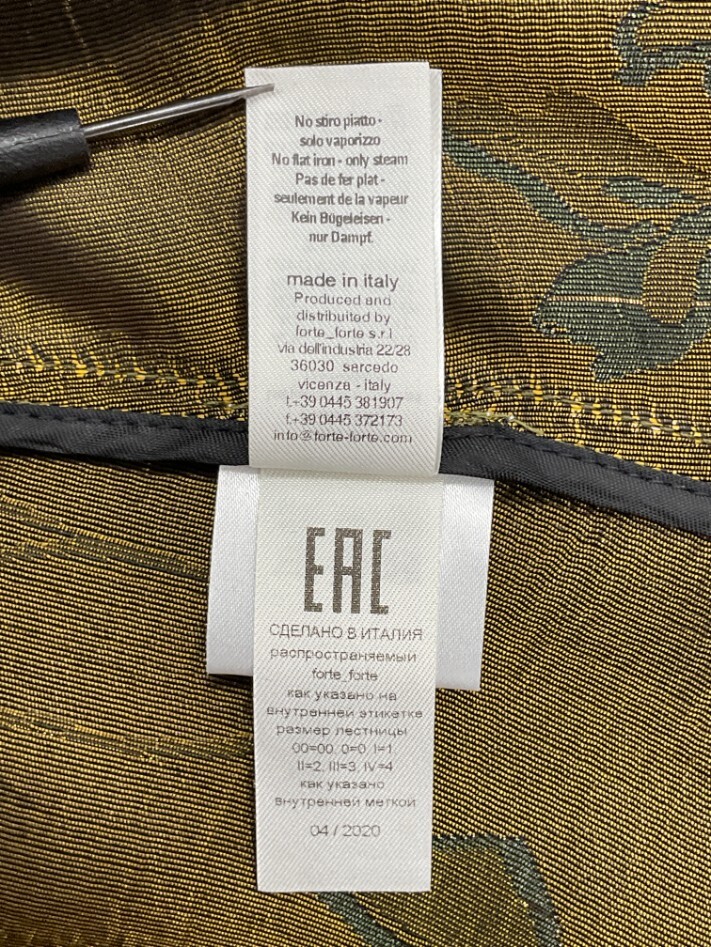 No stiro piatto -
solo vaporizzo
No flat iron - only steam
Pas de fer plat -
seulement de la vapeur
Kein Bügeleisen -
nur Dampf.
made in italy
Produced and
distributed by
forte_forte s.r.l
via dell'industria 22/28
36030 sarcedo
vicenza - italy
t.+39 0445 381907
f.+39 0445 372173
info@forte-forte.com
EAC
СДЕЛАНО В ИТАЛИЯ
распространяемый
forte_forte
как указано на
внутренней этикетке
размер лестницы
00=00, 0=0, I=1,
II=2, III=3, IV=4
как указано
внутренней меткой
04 / 2020